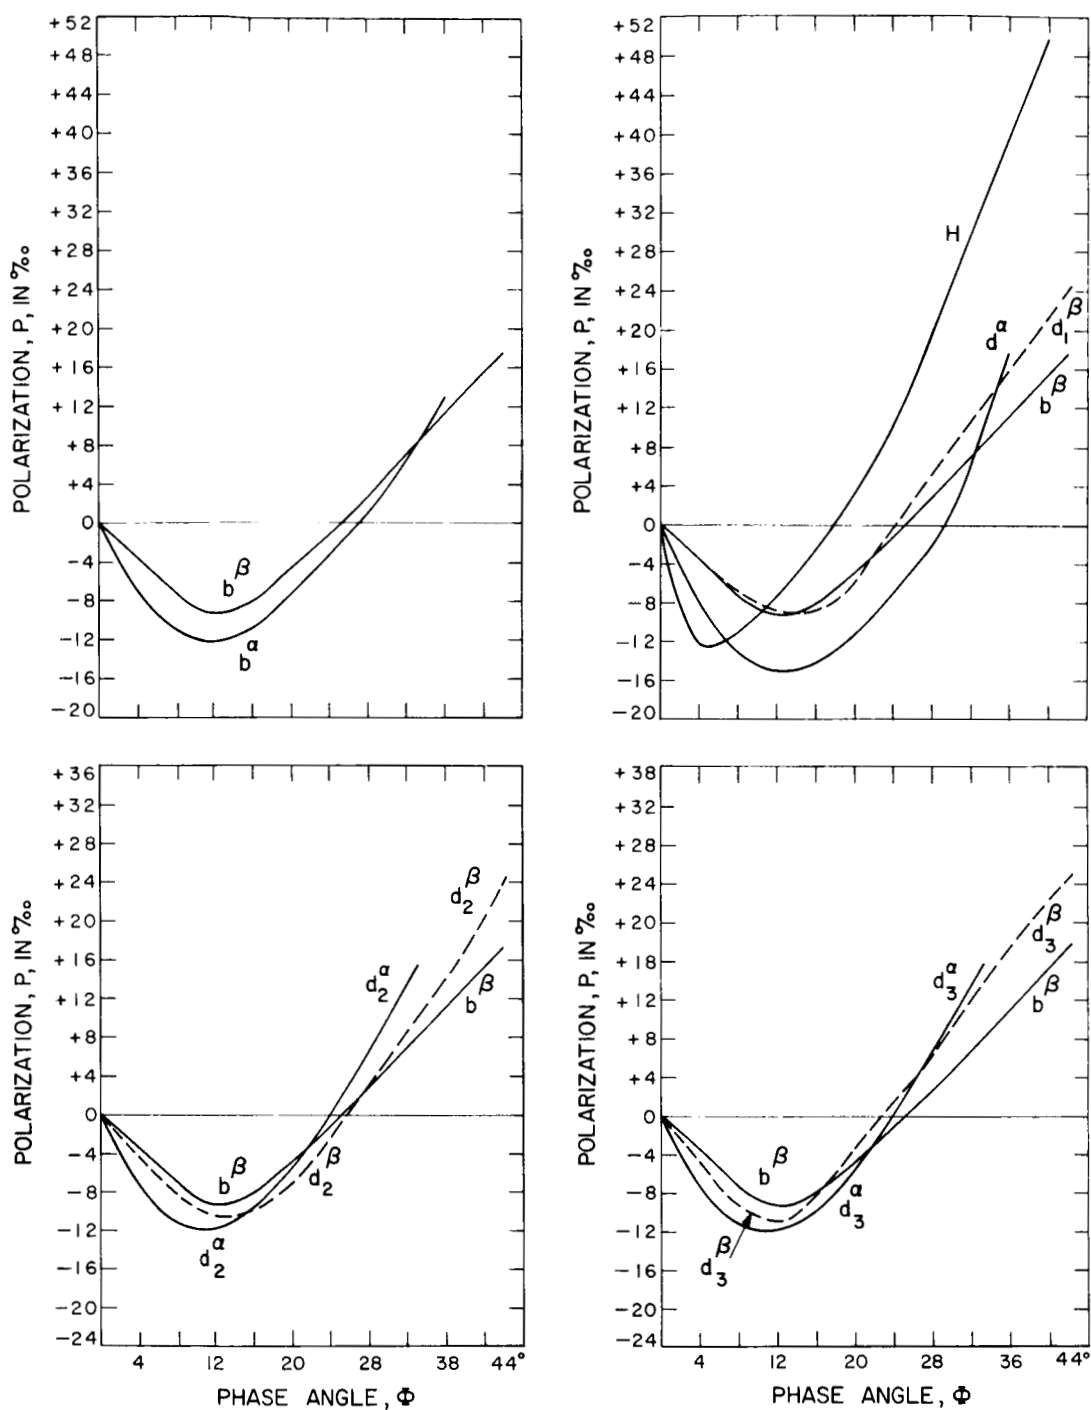 +52
+48
+44
+40
+36
+32
+28
+24
+20
+16
+12
+8
+4
0
-4
-8
-12
-16
-20
POLARIZATION, P, IN ‰
b^β
b^α
+52
+48
+44
+40
+36
+32
+28
+24
+20
+16
+12
+8
+4
0
-4
-8
-12
-16
-20
POLARIZATION, P, IN ‰
H
d^α
d_1^β
b^β
+36
+32
+28
+24
+20
+16
+12
+8
+4
0
-4
-8
-12
-16
-20
-24
POLARIZATION, P, IN ‰
d_2^β
d_2^α
b^β
b^β
d_2^β
d_2^α
4 12 20 28 38 44°
PHASE ANGLE, Φ
+38
+32
+28
+24
+20
+18
+12
+8
+4
0
-4
-8
-12
-16
-20
-24
POLARIZATION, P, IN ‰
d_3^β
d_3^α
b^β
b^β
d_3^α
d_3^β
4 12 20 28 36 44°
PHASE ANGLE, Φ